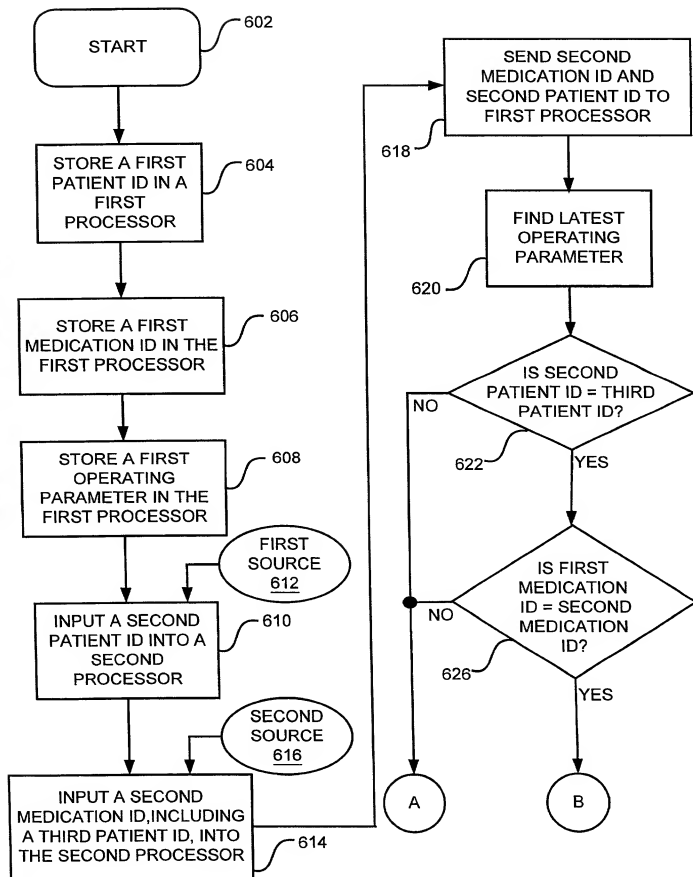 START
602
STORE A FIRST
PATIENT ID IN A
FIRST
PROCESSOR
604
STORE A FIRST
MEDICATION ID IN THE
FIRST PROCESSOR
606
STORE A FIRST
OPERATING
PARAMETER IN THE
FIRST PROCESSOR
608
FIRST
SOURCE
612
INPUT A SECOND
PATIENT ID INTO A
SECOND
PROCESSOR
610
SECOND
SOURCE
616
INPUT A SECOND
MEDICATION ID,INCLUDING
A THIRD PATIENT ID, INTO
THE SECOND PROCESSOR
614
SEND SECOND
MEDICATION ID AND
SECOND PATIENT ID TO
FIRST PROCESSOR
618
FIND LATEST
OPERATING
PARAMETER
620
IS SECOND
PATIENT ID = THIRD
PATIENT ID?
NO
622
YES
IS FIRST
MEDICATION
ID = SECOND
MEDICATION
ID?
NO
626
YES
A
B